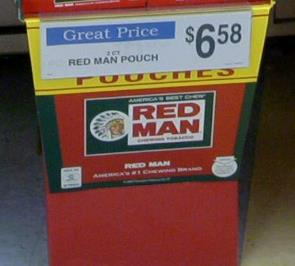 Great Price
2 CT
RED MAN POUCH
$6.58
POUCHES
AMERICA'S BEST CHEW
RED
MAN
CHEWING TOBACCO
RED MAN
AMERICA'S #1 CHEWING BRAND